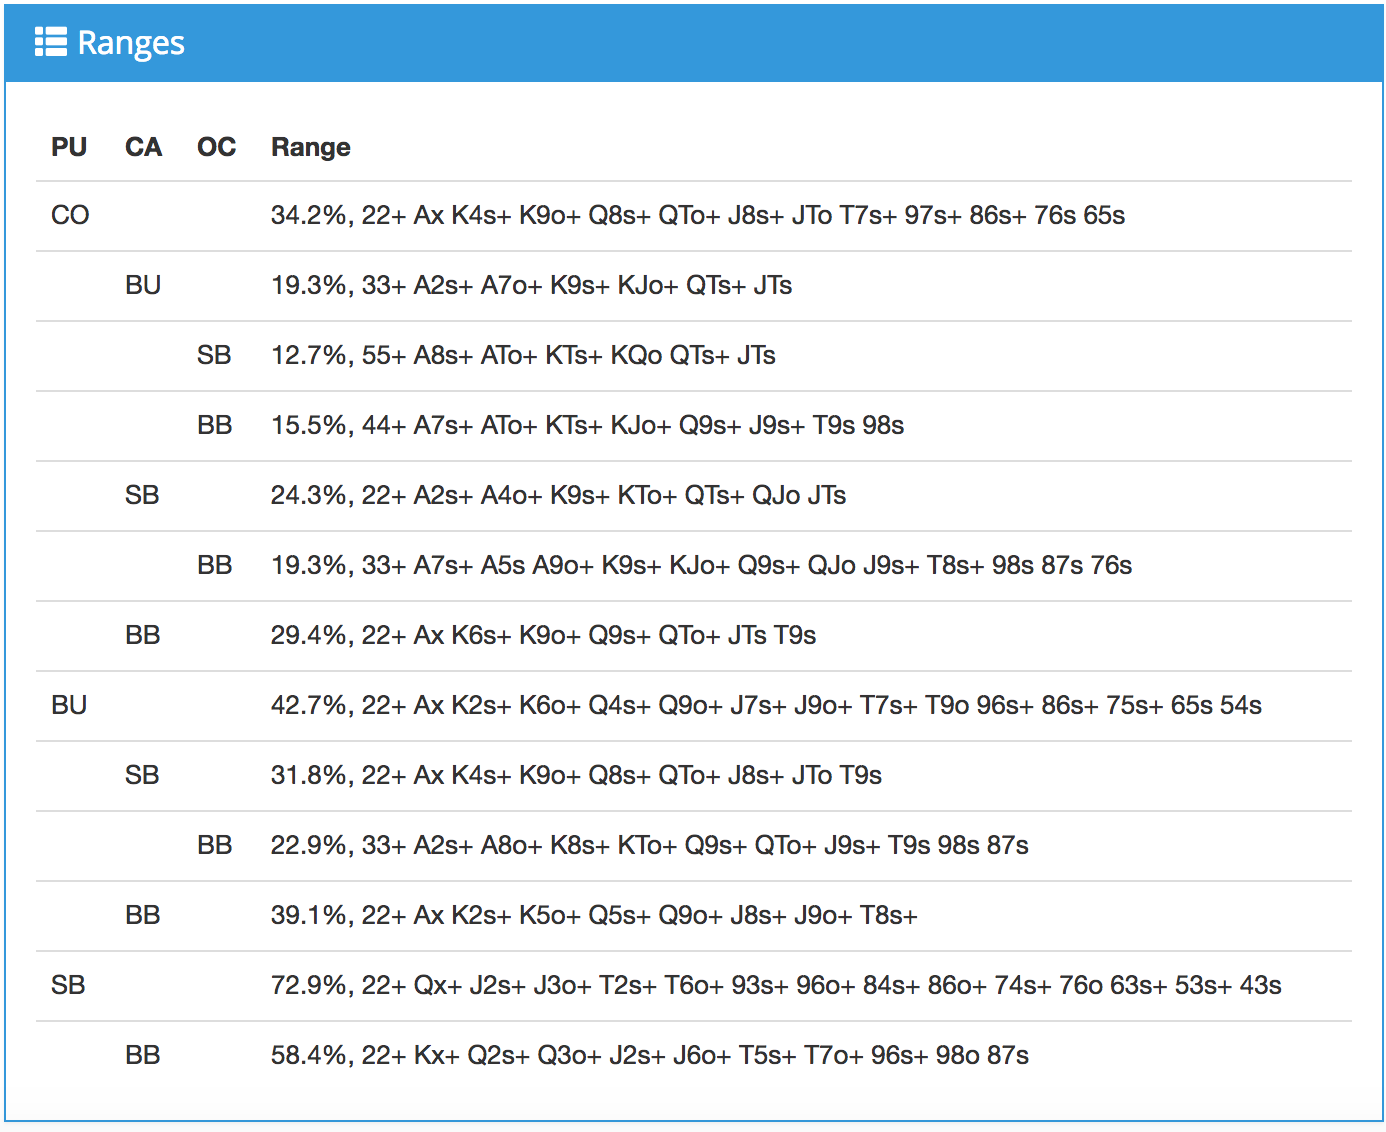 Ranges
PU CA OC Range
CO 34.2%, 22+ Ax K4s+ K9o+ Q8s+ QTo+ J8s+ JTo T7s+ 97s+ 86s+ 76s 65s
BU 19.3%, 33+ A2s+ A7o+ K9s+ KJo+ QTs+ JTs
SB 12.7%, 55+ A8s+ ATo+ KTs+ KQo QTs+ JTs
BB 15.5%, 44+ A7s+ ATo+ KTs+ KJo+ Q9s+ J9s+ T9s 98s
SB 24.3%, 22+ A2s+ A4o+ K9s+ KTo+ QTs+ QJo JTs
BB 19.3%, 33+ A7s+ A5s A9o+ K9s+ KJo+ Q9s+ QJo J9s+ T8s+ 98s 87s 76s
BB 29.4%, 22+ Ax K6s+ K9o+ Q9s+ QTo+ JTs T9s
BU 42.7%, 22+ Ax K2s+ K6o+ Q4s+ Q9o+ J7s+ J9o+ T7s+ T9o 96s+ 86s+ 75s+ 65s 54s
SB 31.8%, 22+ Ax K4s+ K9o+ Q8s+ QTo+ J8s+ JTo T9s
BB 22.9%, 33+ A2s+ A8o+ K8s+ KTo+ Q9s+ QTo+ J9s+ T9s 98s 87s
BB 39.1%, 22+ Ax K2s+ K5o+ Q5s+ Q9o+ J8s+ J9o+ T8s+
SB 72.9%, 22+ Qx+ J2s+ J3o+ T2s+ T6o+ 93s+ 96o+ 84s+ 86o+ 74s+ 76o 63s+ 53s+ 43s
BB 58.4%, 22+ Kx+ Q2s+ Q3o+ J2s+ J6o+ T5s+ T7o+ 96s+ 98o 87s